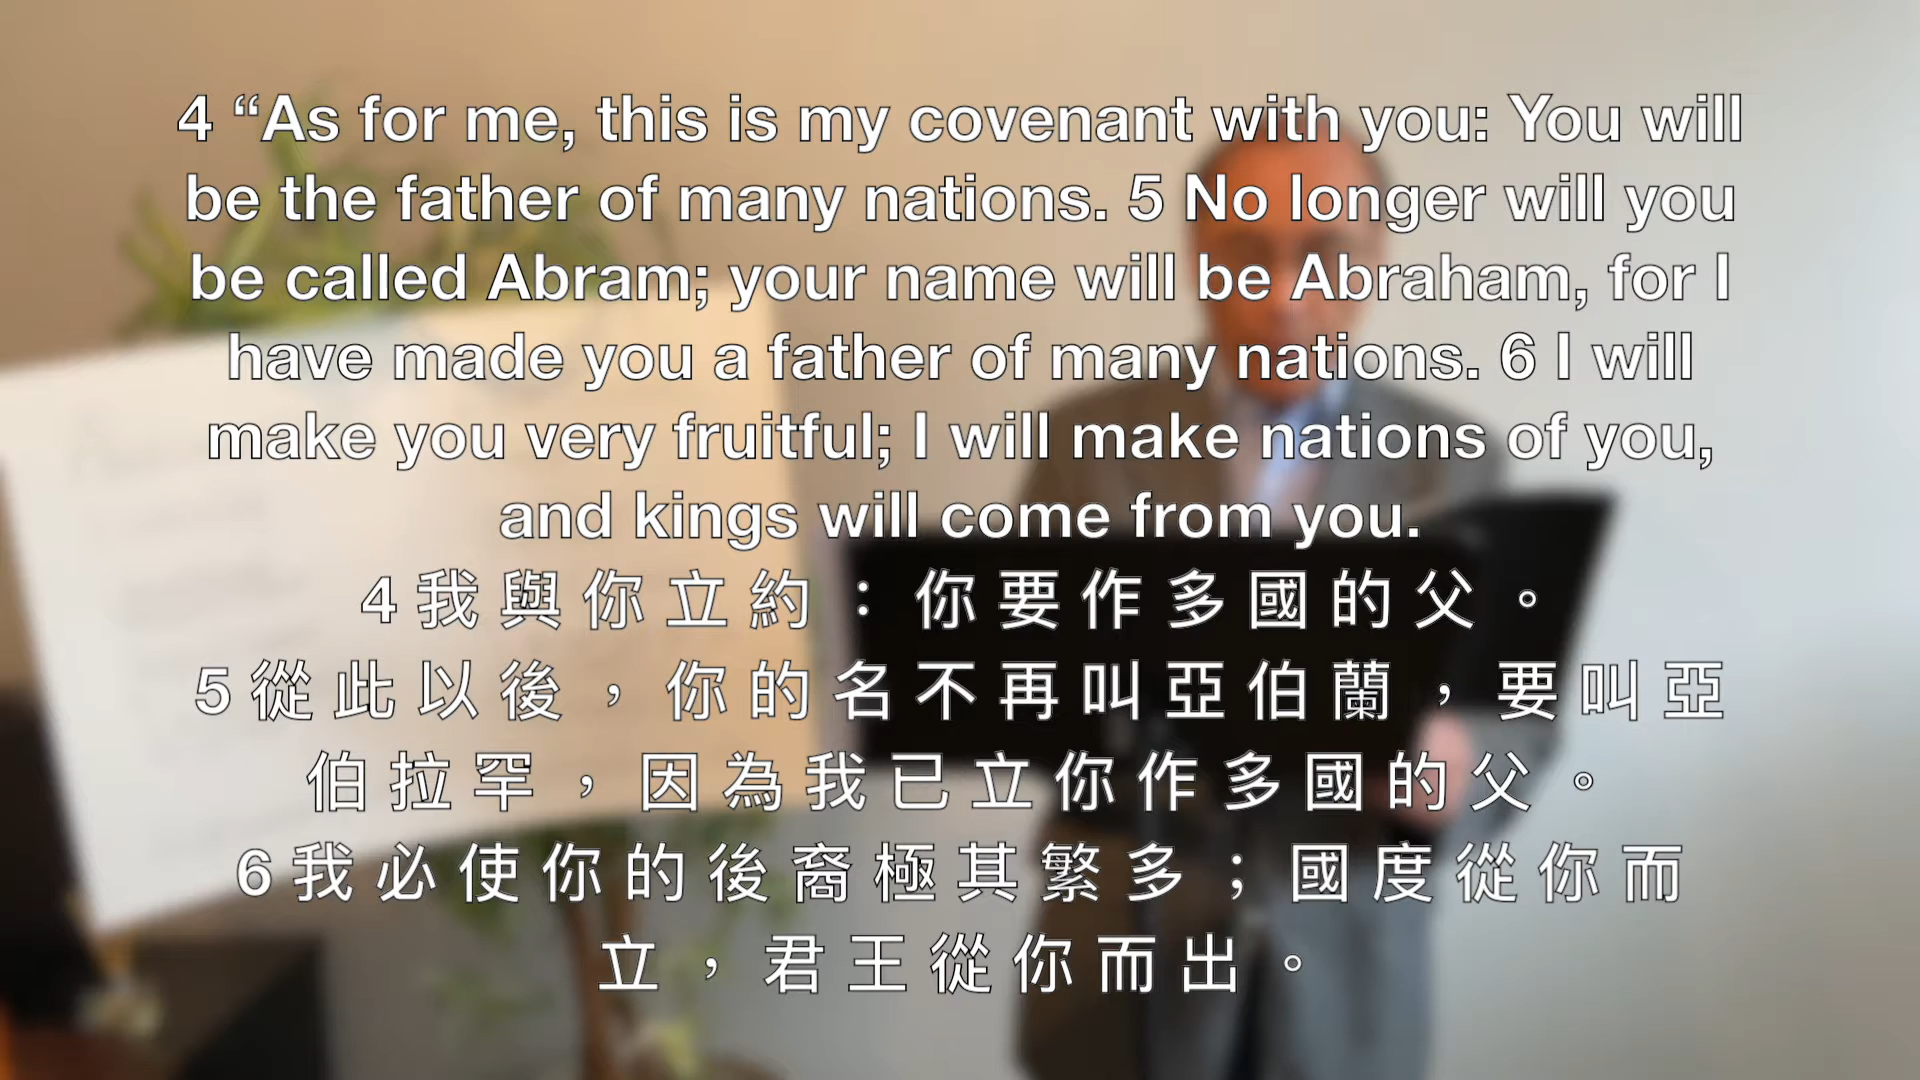 4 “As for me, this is my covenant with you: You will
be the father of many nations. 5 No longer will you
be called Abram; your name will be Abraham, for I
have made you a father of many nations. 6 I will
make you very fruitful; I will make nations of you,
and kings will come from you.
4 我與你立約：你要作多國的父。
5 從此以後，你的名不再叫亞伯蘭，要叫亞
伯拉罕，因為我已立你作多國的父。
6 我必使你的後裔極其繁多；國度從你而
立，君王從你而出。